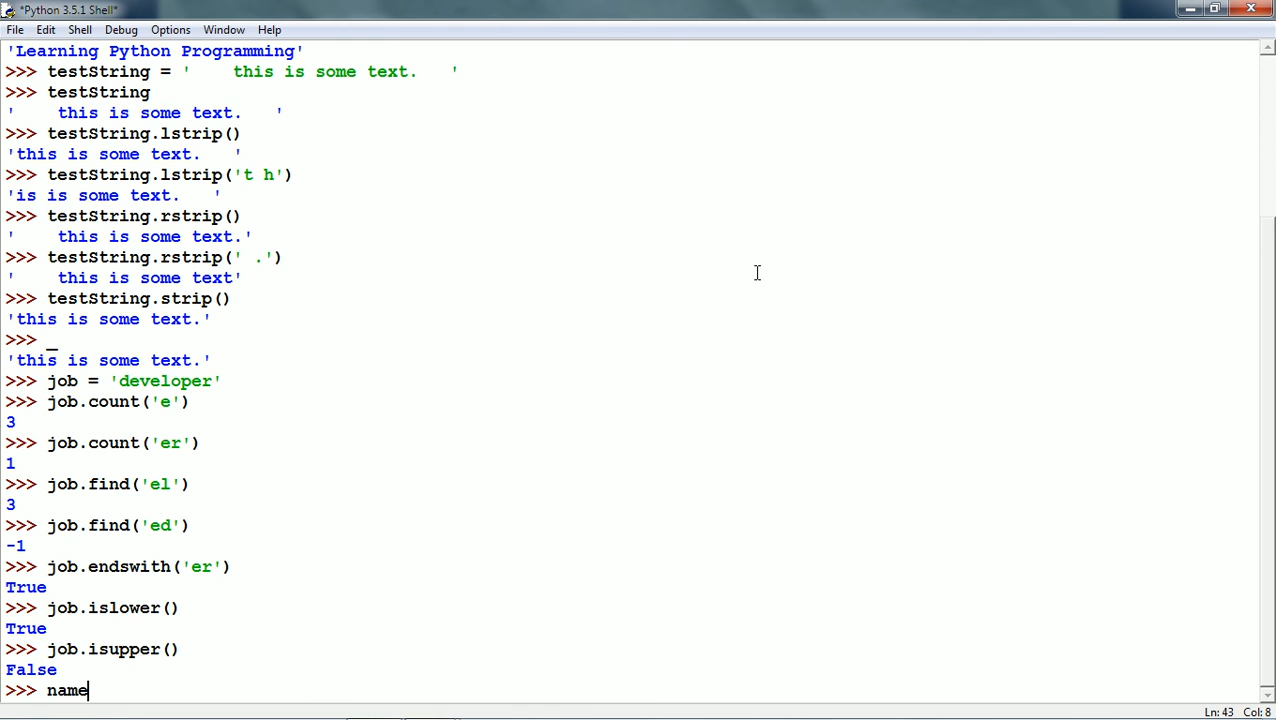 *Python 3.5.1 Shell*
File Edit Shell Debug Options Window Help
'Learning Python Programming'
>>> testString = '    this is some text.   '
>>> testString
'    this is some text.   '
>>> testString.lstrip()
'this is some text.   '
>>> testString.lstrip('t h')
'is is some text.   '
>>> testString.rstrip()
'    this is some text.'
>>> testString.rstrip(' .')
'    this is some text'
>>> testString.strip()
'this is some text.'
>>> _
'this is some text.'
>>> job = 'developer'
>>> job.count('e')
3
>>> job.count('er')
1
>>> job.find('el')
3
>>> job.find('ed')
-1
>>> job.endswith('er')
True
>>> job.islower()
True
>>> job.isupper()
False
>>> name
Ln: 43 Col: 8